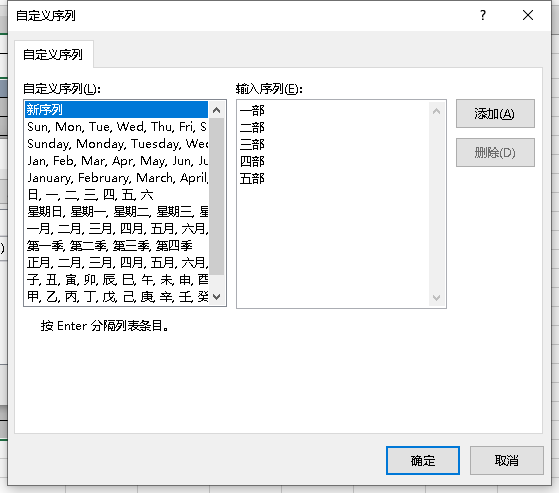 自定义序列
?
自定义序列
自定义序列(L):
新序列
Sun, Mon, Tue, Wed, Thu, Fri, S
Sunday, Monday, Tuesday, Wed
Jan, Feb, Mar, Apr, May, Jun, Ju
January, February, March, April,
日, 一, 二, 三, 四, 五, 六
星期日, 星期一, 星期二, 星期三, 星
一月, 二月, 三月, 四月, 五月, 六月,
第一季, 第二季, 第三季, 第四季
正月, 二月, 三月, 四月, 五月, 六月,
子, 丑, 寅, 卯, 辰, 巳, 午, 未, 申, 酉
甲, 乙, 丙, 丁, 戊, 己, 庚, 辛, 壬, 癸
输入序列(E):
一部
二部
三部
四部
五部
添加(A)
删除(D)
按 Enter 分隔列表条目。
确定
取消